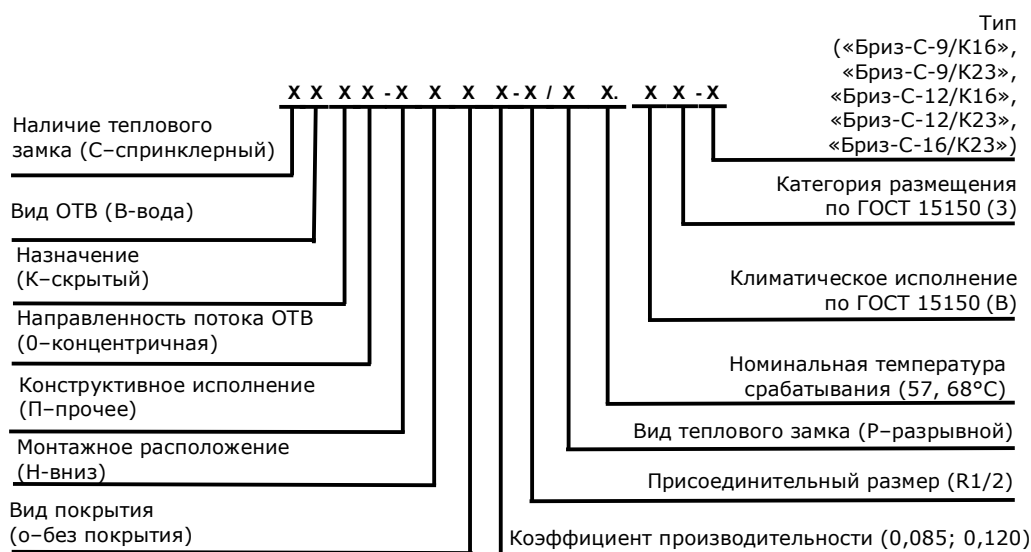 Тип
(«Бриз-С-9/К16»,
«Бриз-С-9/К23»,
«Бриз-С-12/К16»,
«Бриз-С-12/К23»,
«Бриз-С-16/К23»)
X X X X - X X X X - X / X X. X X - X
Наличие теплового
замка (С–спринклерный)
Категория размещения
по ГОСТ 15150 (3)
Вид ОТВ (В-вода)
Назначение
(К–скрытый)
Климатическое исполнение
по ГОСТ 15150 (В)
Направленность потока ОТВ
(0–концентричная)
Номинальная температура
срабатывания (57, 68°С)
Конструктивное исполнение
(П–прочее)
Вид теплового замка (Р–разрывной)
Монтажное расположение
(Н-вниз)
Присоединительный размер (R1/2)
Вид покрытия
(о–без покрытия)
Коэффициент производительности (0,085; 0,120)